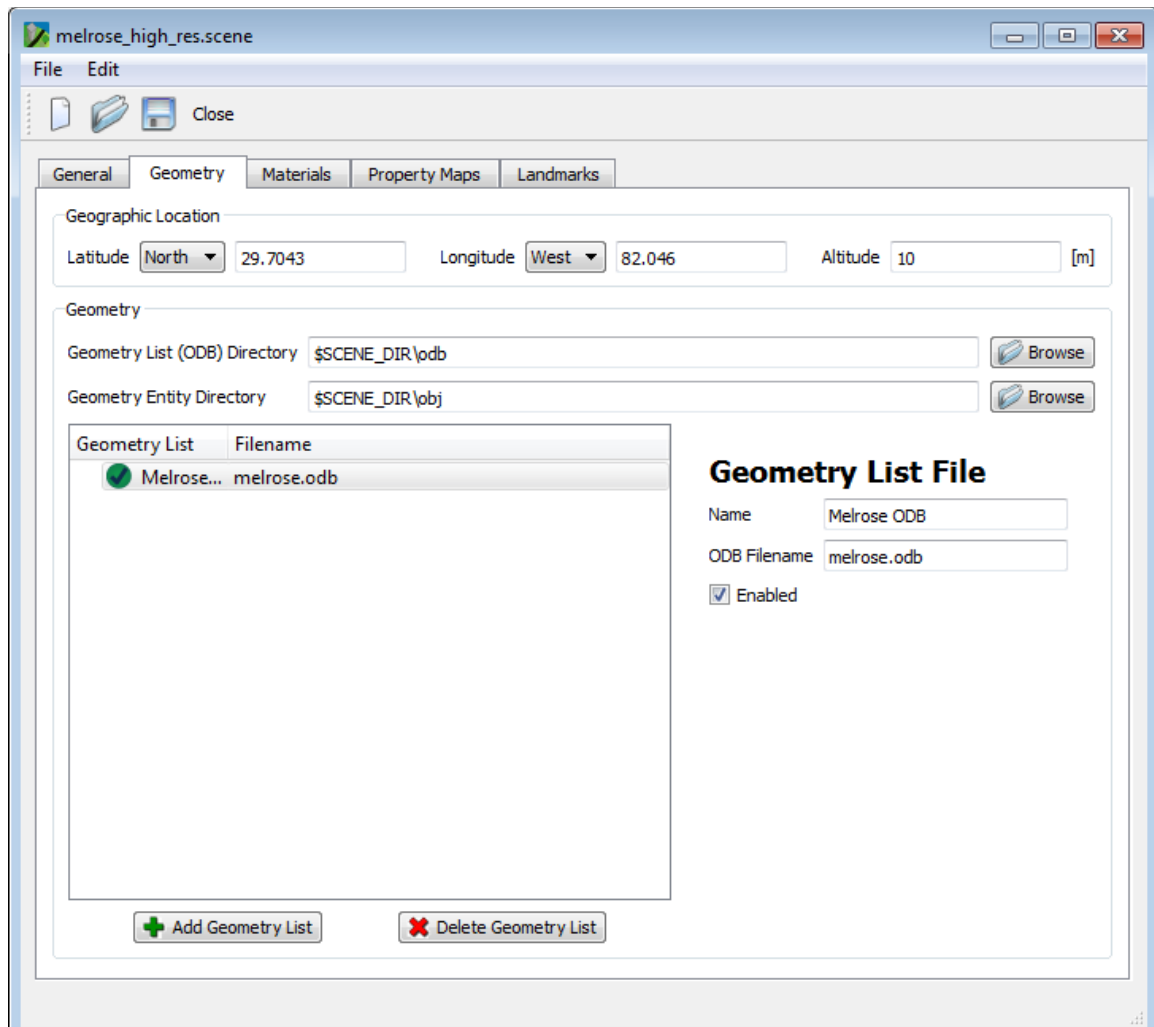 melrose_high_res.scene
File Edit
Close
General Geometry Materials Property Maps Landmarks
Geographic Location
Latitude North 29.7043 Longitude West 82.046 Altitude 10 [m]
Geometry
Geometry List (ODB) Directory $SCENE_DIR\odb Browse
Geometry Entity Directory $SCENE_DIR\obj Browse
Geometry List Filename
Melrose... melrose.odb
Geometry List File
Name Melrose ODB
ODB Filename melrose.odb
Enabled
Add Geometry List Delete Geometry List